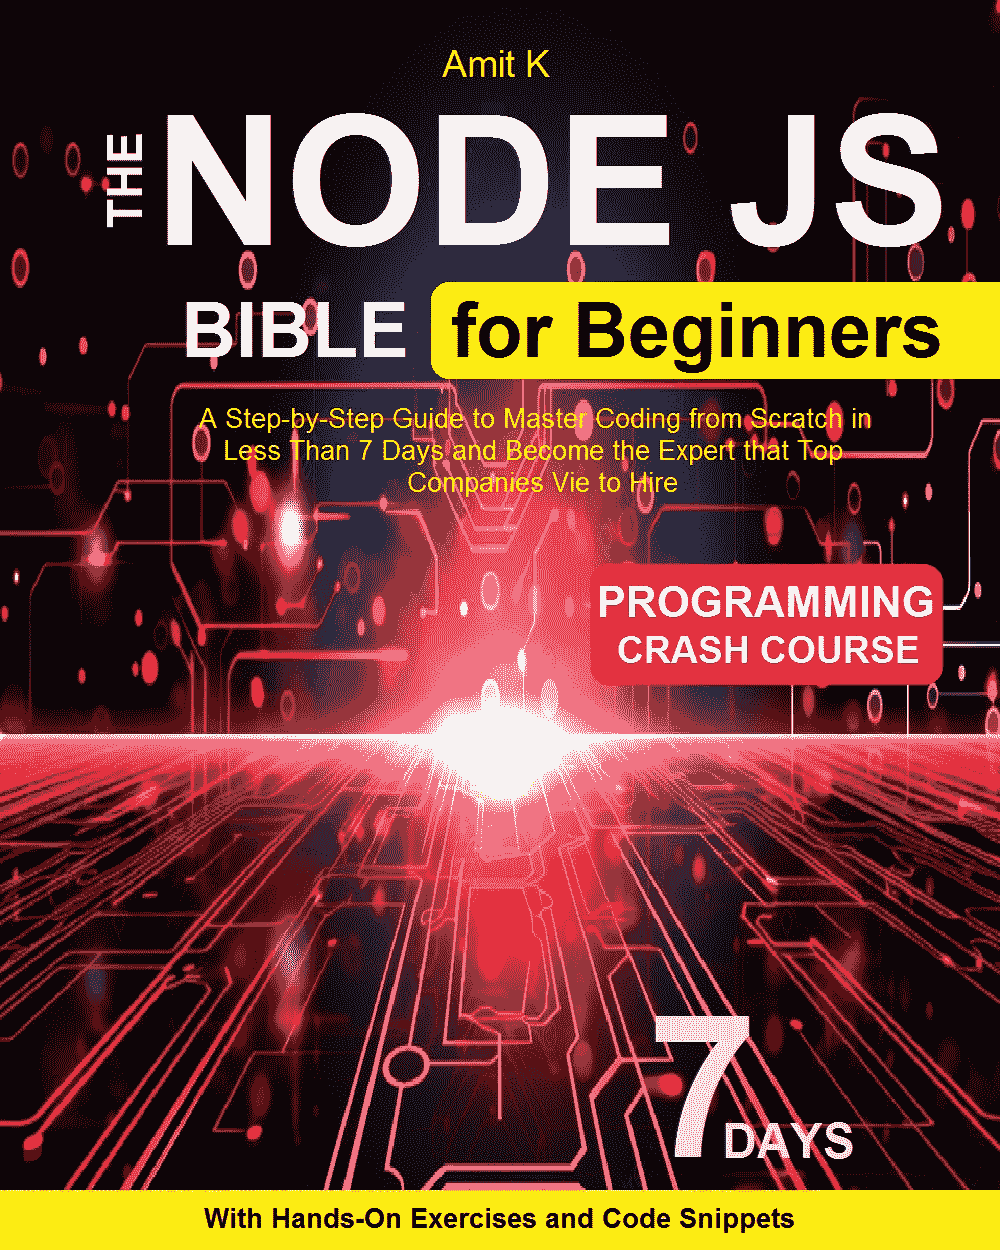 Amit K
THE
NODE JS
BIBLE for Beginners
A Step-by-Step Guide to Master Coding from Scratch in
Less Than 7 Days and Become the Expert that Top
Companies Vie to Hire
PROGRAMMING
CRASH COURSE
7
DAYS
With Hands-On Exercises and Code Snippets